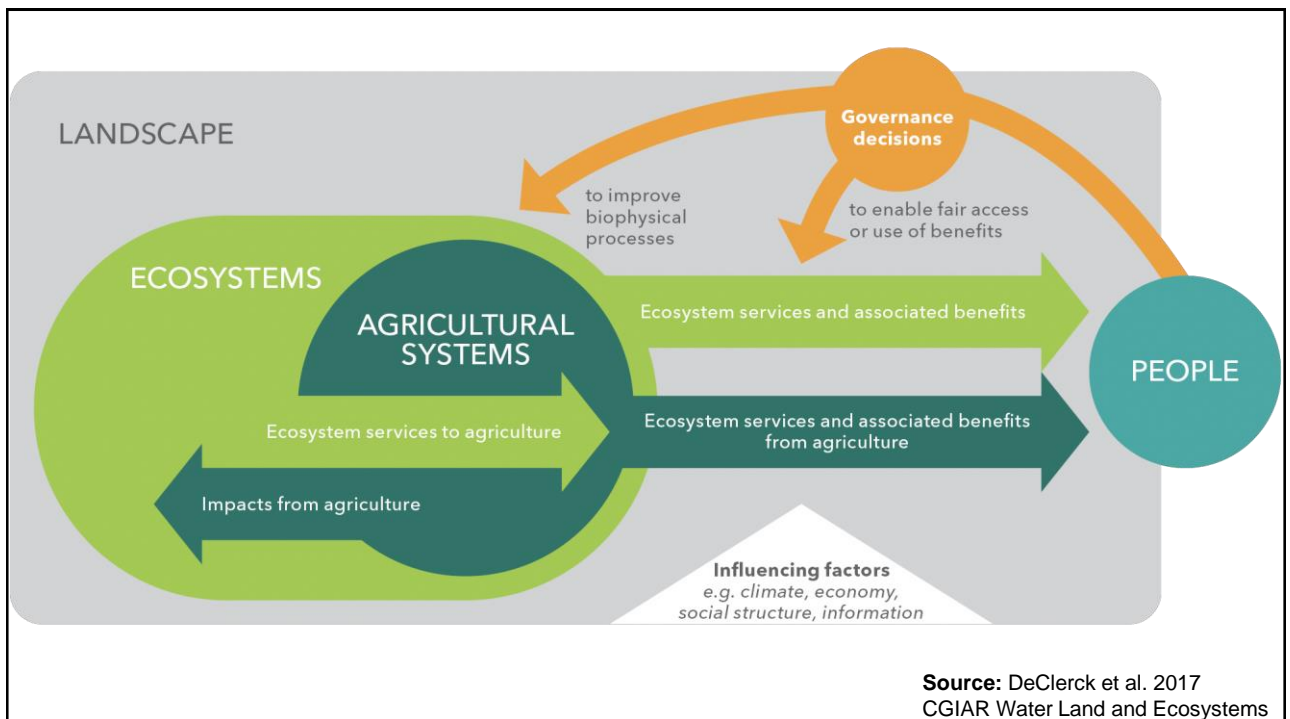 LANDSCAPE
Governance
decisions
to improve
biophysical
processes
to enable fair access
or use of benefits
ECOSYSTEMS
AGRICULTURAL
SYSTEMS
Ecosystem services and associated benefits
PEOPLE
Ecosystem services to agriculture
Ecosystem services and associated benefits
from agriculture
Impacts from agriculture
Influencing factors
e.g. climate, economy,
social structure, information
Source: DeClerck et al. 2017
CGIAR Water Land and Ecosystems